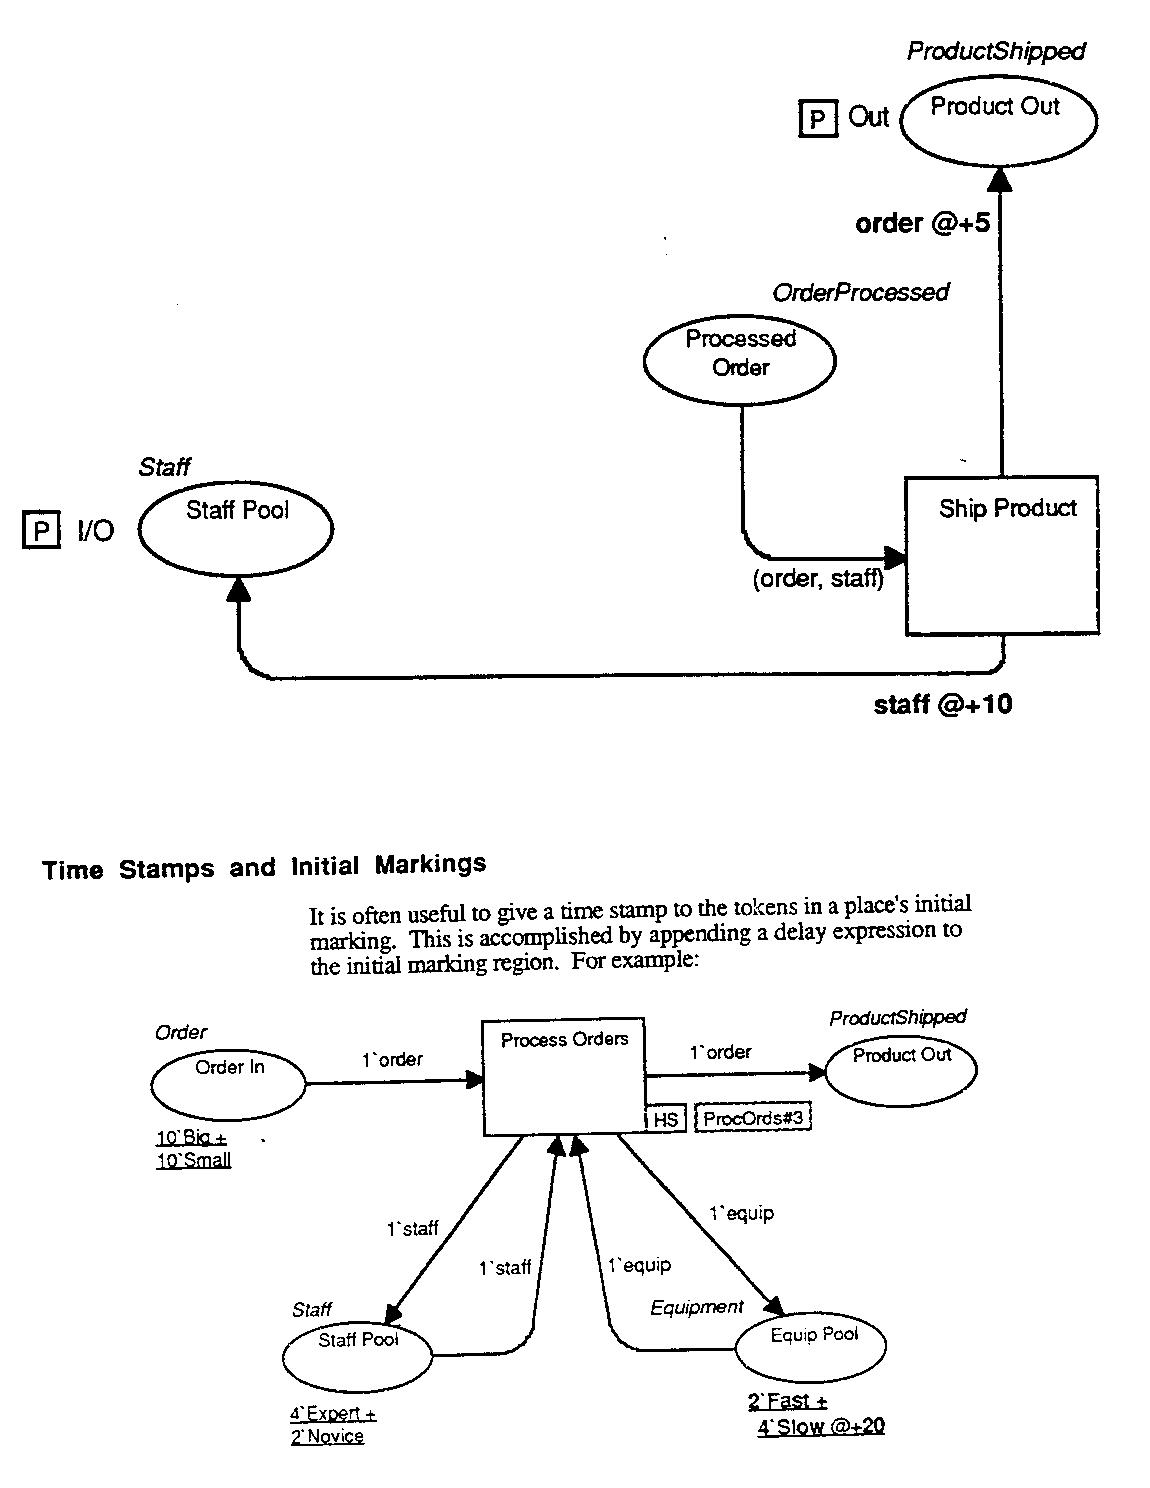 ProductShipped
P Out Product Out
order @+5
OrderProcessed
Processed
Order
Staff
P I/O Staff Pool
Ship Product
(order, staff)
staff @+10
Time Stamps and Initial Markings
It is often useful to give a time stamp to the tokens in a place's initial
marking. This is accomplished by appending a delay expression to
the initial marking region. For example:
Order
Order In
1`order
Process Orders
1`order
ProductShipped
Product Out
HS ProcOrds#3
10`Big +
10`Small
1`staff
1`staff
1`equip
1`equip
Staff
Staff Pool
Equipment
Equip Pool
4`Expert +
2`Novice
2`Fast +
4`Slow @+20